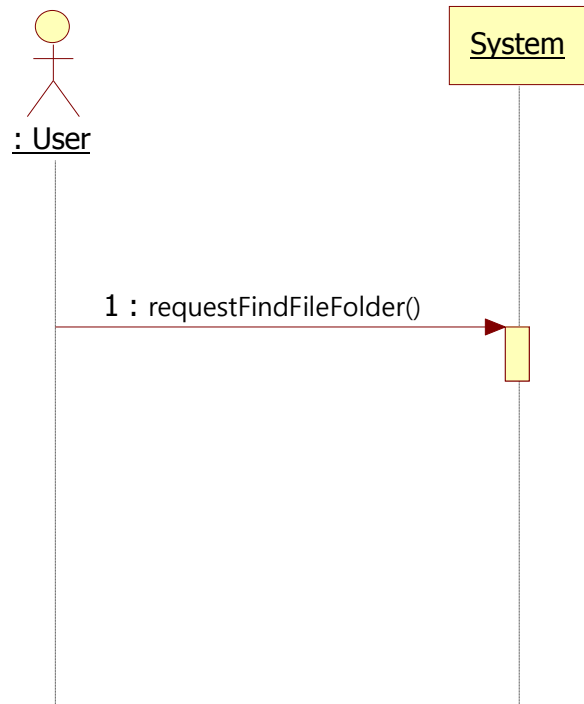 System
: User
1 : requestFindFileFolder()